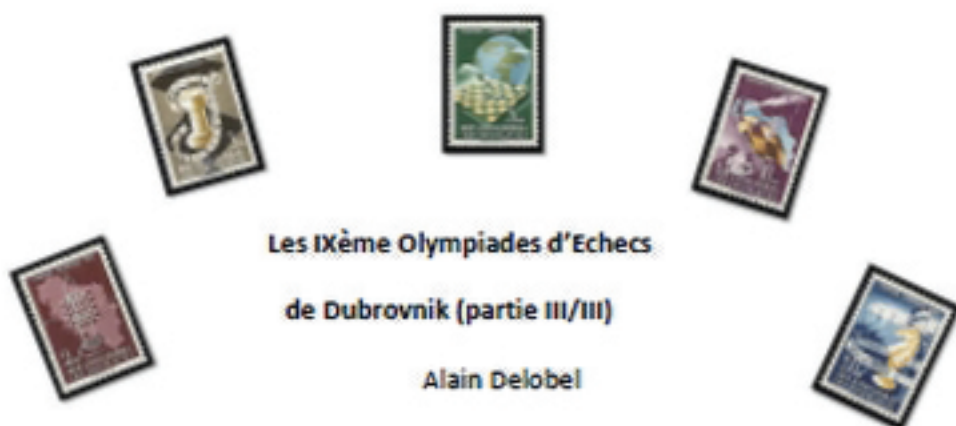 Les IXème Olympiades d'Echecs
de Dubrovnik (partie III/III)
Alain Delobel